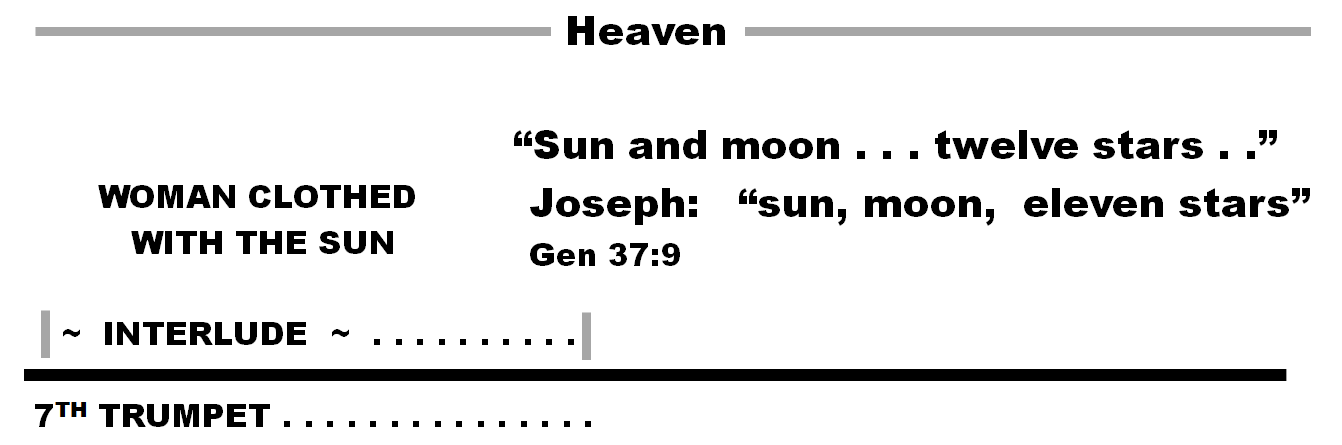 Heaven
“Sun and moon . . . twelve stars . .”
WOMAN CLOTHED
WITH THE SUN
Joseph: “sun, moon, eleven stars”
Gen 37:9
~ INTERLUDE ~ . . . . . . . . . .
7TH TRUMPET . . . . . . . . . . . . . . .